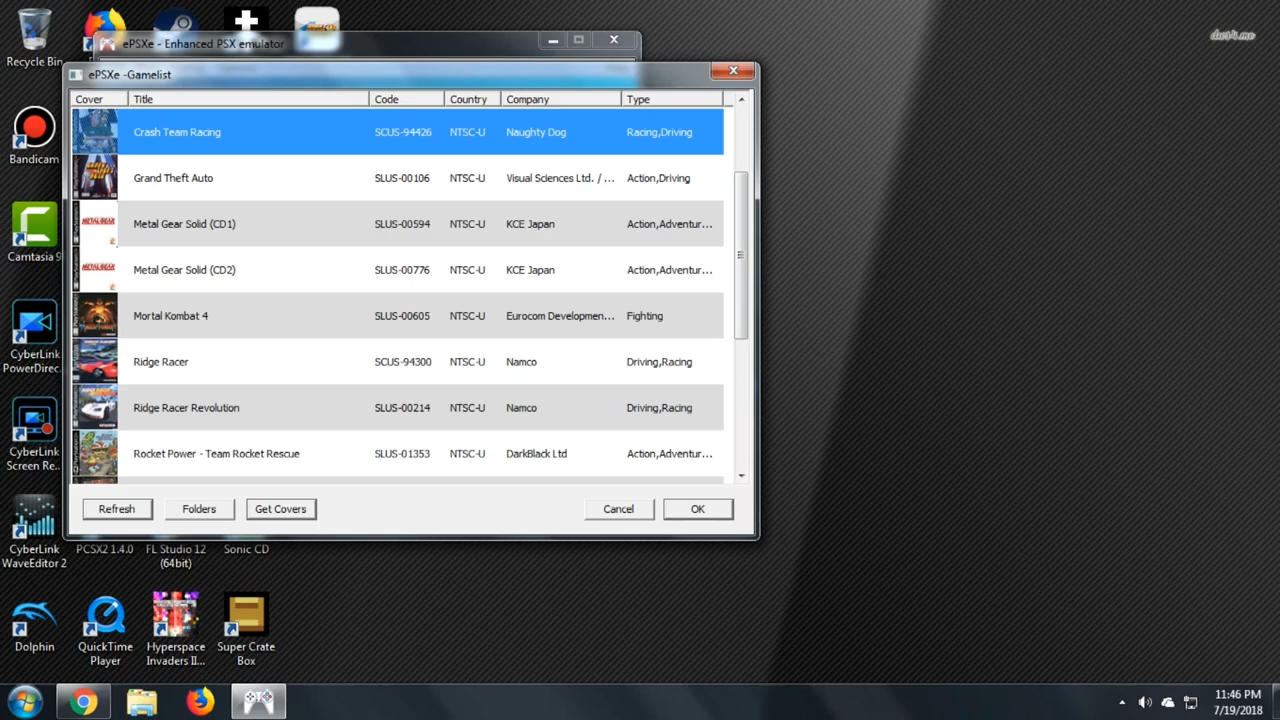 Recycle Bin
ePSXe - Enhanced PSX emulator
ePSXe -Gamelist
Cover Title Code Country Company Type
Crash Team Racing SCUS-94426 NTSC-U Naughty Dog Racing,Driving
Grand Theft Auto SLUS-00106 NTSC-U Visual Sciences Ltd. / ... Action,Driving
Metal Gear Solid (CD1) SLUS-00594 NTSC-U KCE Japan Action,Adventur...
Metal Gear Solid (CD2) SLUS-00776 NTSC-U KCE Japan Action,Adventur...
Mortal Kombat 4 SLUS-00605 NTSC-U Eurocom Developmen... Fighting
Ridge Racer SCUS-94300 NTSC-U Namco Driving,Racing
Ridge Racer Revolution SLUS-00214 NTSC-U Namco Driving,Racing
Rocket Power - Team Rocket Rescue SLUS-01353 NTSC-U DarkBlack Ltd Action,Adventur...
Refresh Folders Get Covers Cancel OK
Bandicam
Camtasia 9
CyberLink
PowerDirec...
CyberLink
Screen Re...
CyberLink
WaveEditor 2
PCSX2 1.4.0
FL Studio 12
(64bit)
Sonic CD
Dolphin
QuickTime
Player
Hyperspace
Invaders II...
Super Crate
Box
11:46 PM
7/19/2018